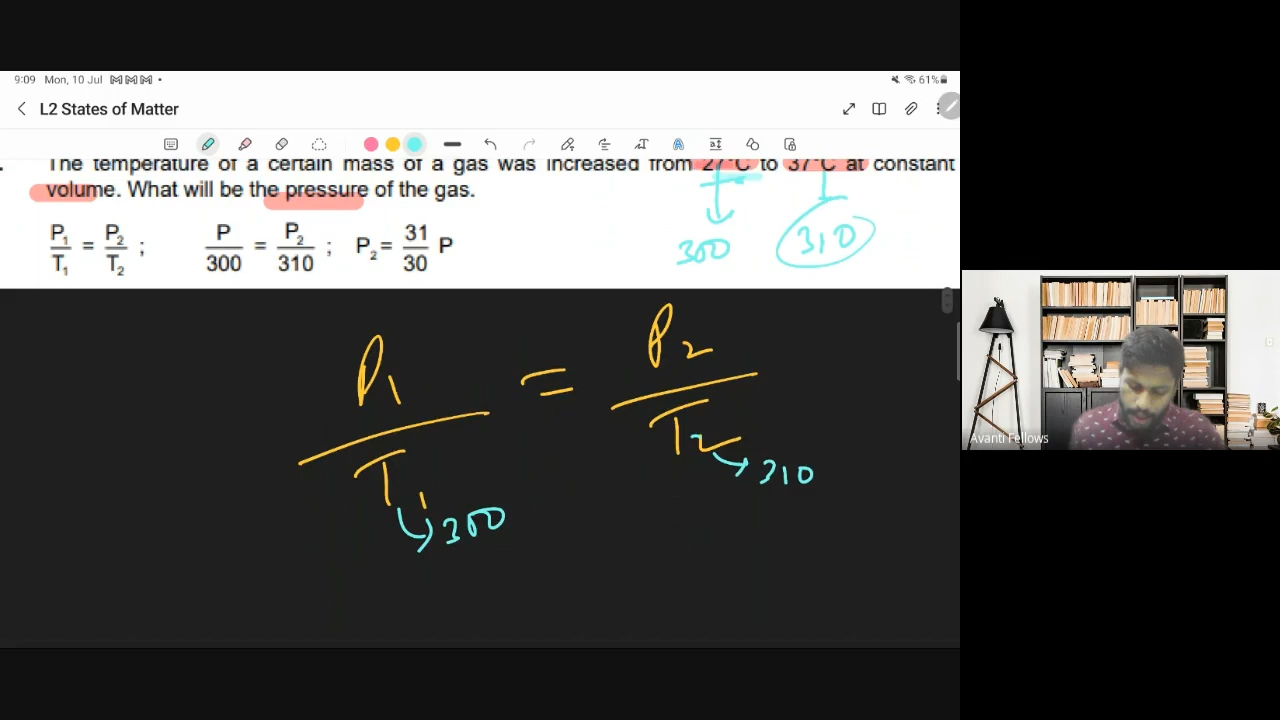 9:09 Mon, 10 Jul
61%
L2 States of Matter
The temperature of a certain mass of a gas was increased from 27°C to 37°C at constant
volume. What will be the pressure of the gas.
P₁/T₁ = P₂/T₂ ; P/300 = P₂/310 ; P₂ = 31/30 P
300 310
P₁/T₁ = P₂/T₂
310
300
Avanti Fellows